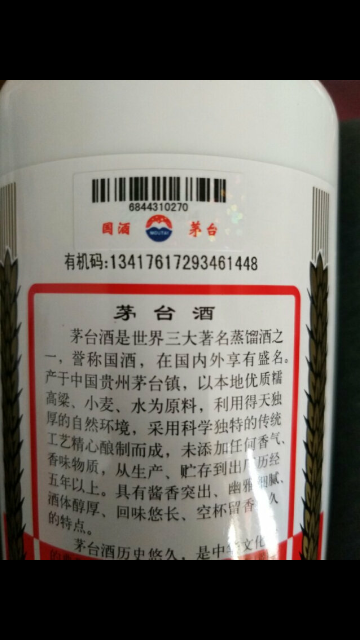 6844310270
国酒 茅台
有机码:13417617293461448
茅台酒
茅台酒是世界三大著名蒸馏酒之
一，誉称国酒，在国内外享有盛名。
产于中国贵州茅台镇，以本地优质糯
高粱、小麦、水为原料，利用得天独
厚的自然环境，采用科学独特的传统
工艺精心酿制而成，未添加任何香气、
香味物质，从生产、贮存到出厂历经
五年以上。具有酱香突出、幽雅细腻、
酒体醇厚、回味悠长、空杯留香持久
的特点。
茅台酒历史悠久，是中华文化